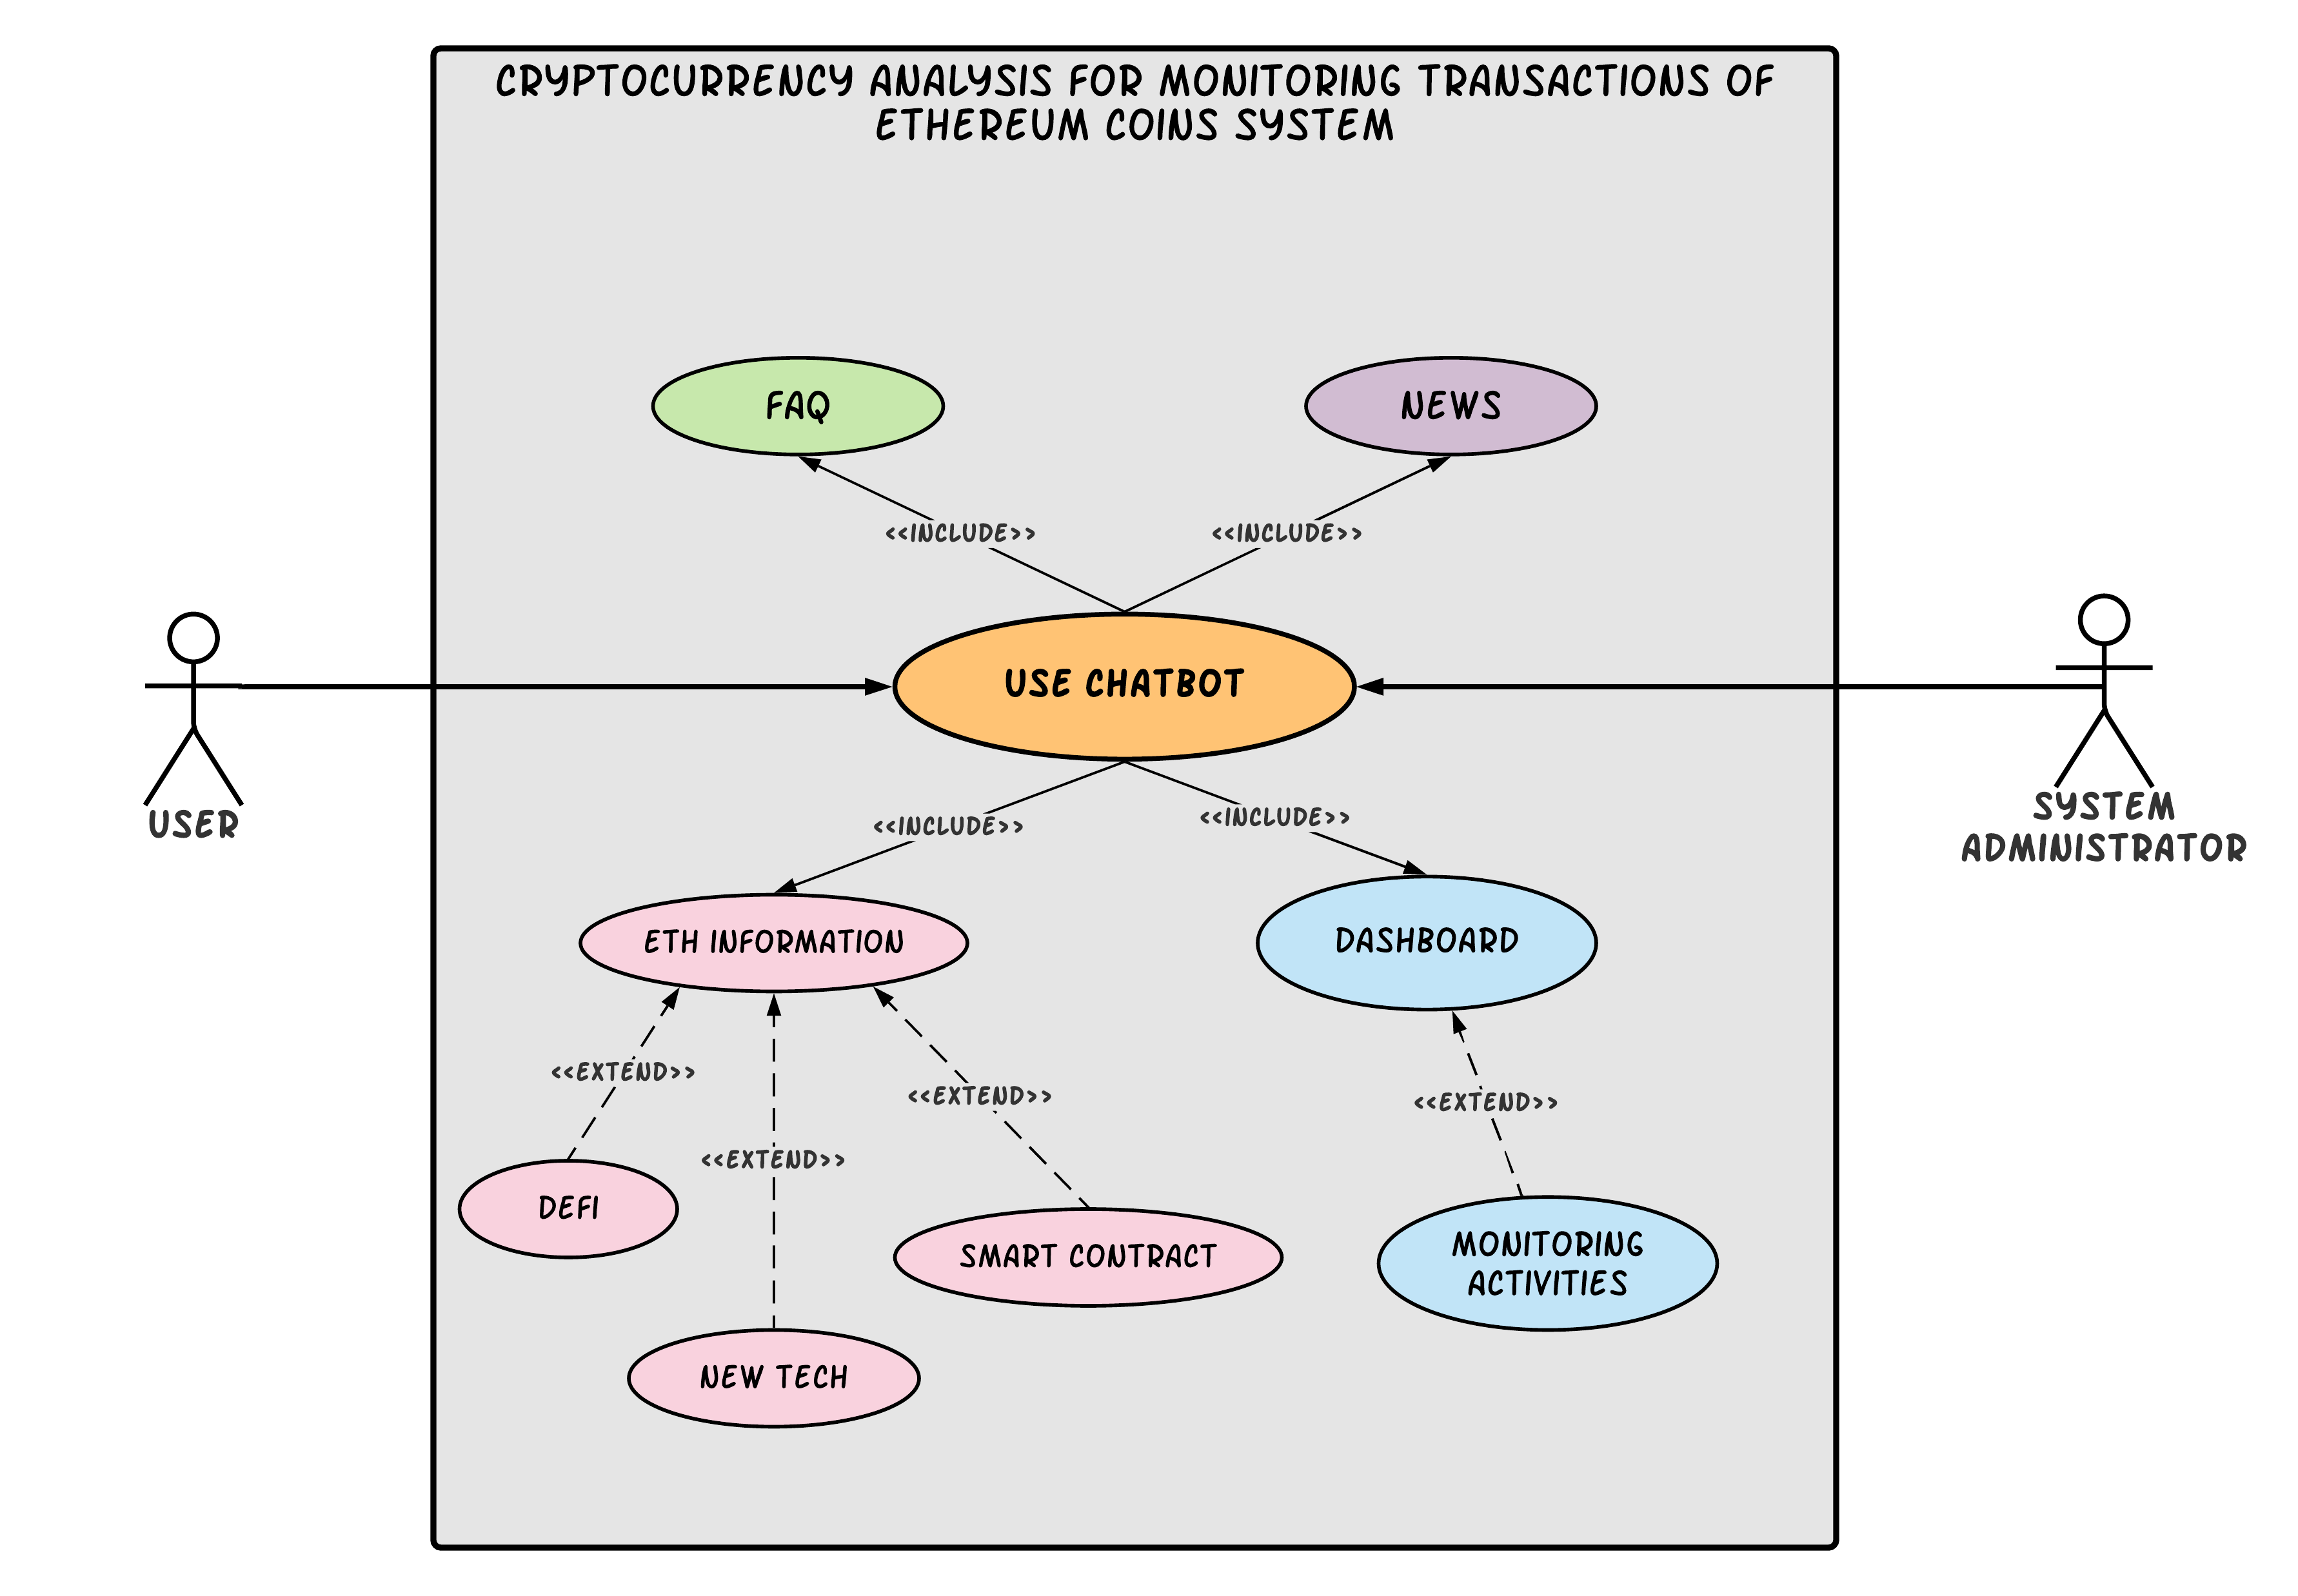 CRYPTOCURRENCY ANALYSIS FOR MONITORING TRANSACTIONS OF
ETHEREUM COINS SYSTEM
FAQ
NEWS
<<INCLUDE>>
<<INCLUDE>>
USE CHATBOT
USER
SYSTEM
ADMINISTRATOR
<<INCLUDE>>
<<INCLUDE>>
ETH INFORMATION
DASHBOARD
<<EXTEND>>
<<EXTEND>>
<<EXTEND>>
<<EXTEND>>
DEFI
SMART CONTRACT
MONITORING
ACTIVITIES
NEW TECH